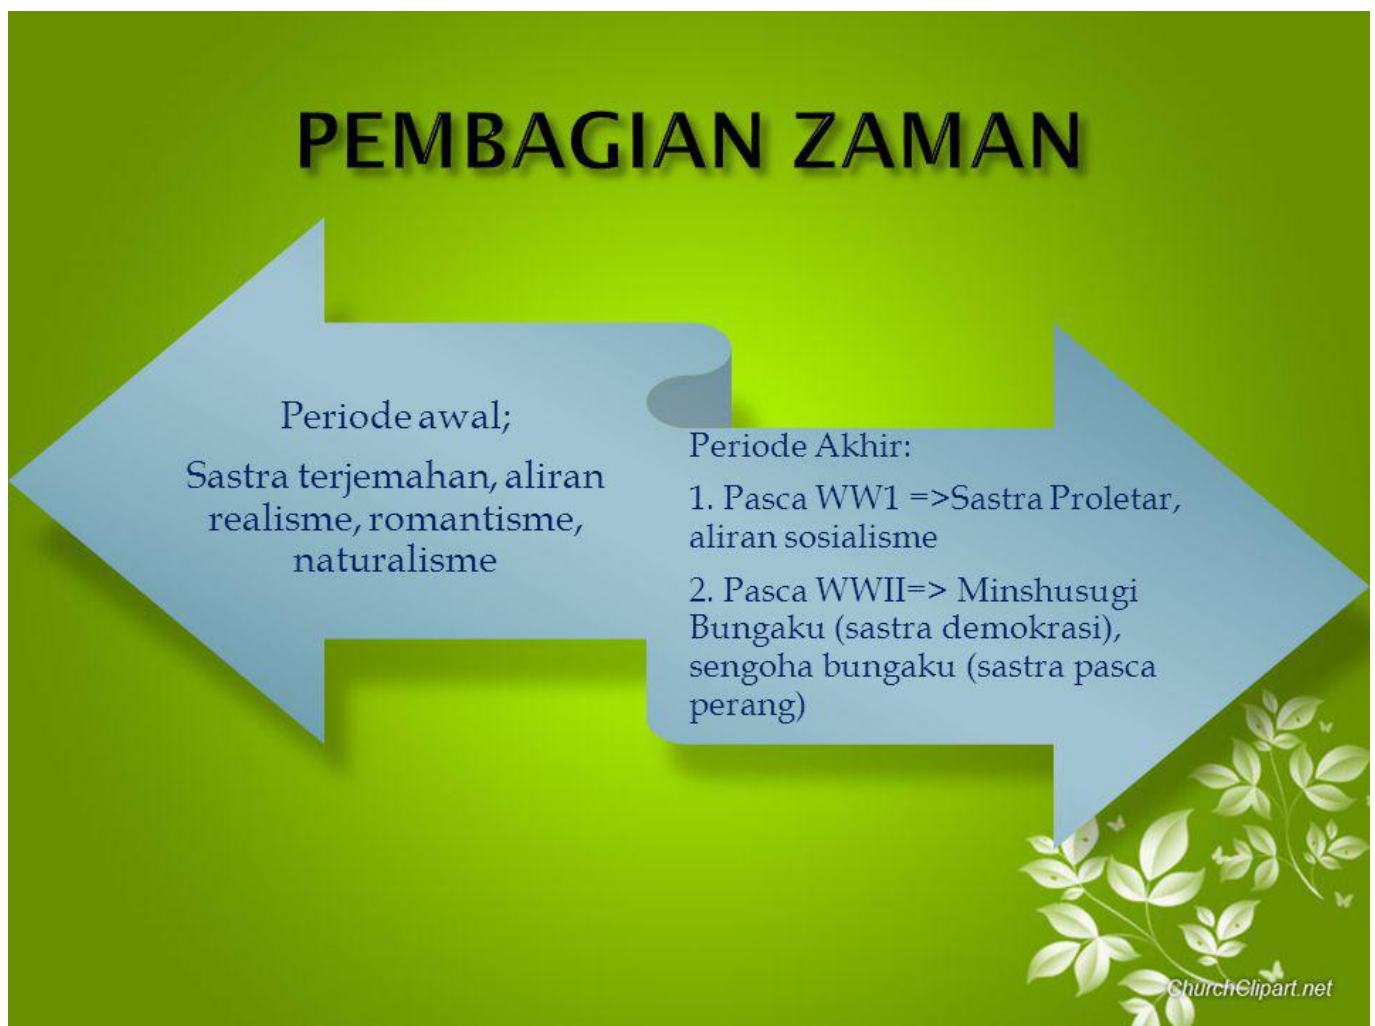 PEMBAGIAN ZAMAN
Periode awal;
Sastra terjemahan, aliran
realisme, romantisme,
naturalisme
Periode Akhir:
1. Pasca WW1 =>Sastra Proletar,
aliran sosialisme
2. Pasca WWII=> Minshusugi
Bungaku (sastra demokrasi),
sengoha bungaku (sastra pasca
perang)
ChurchClipart.net